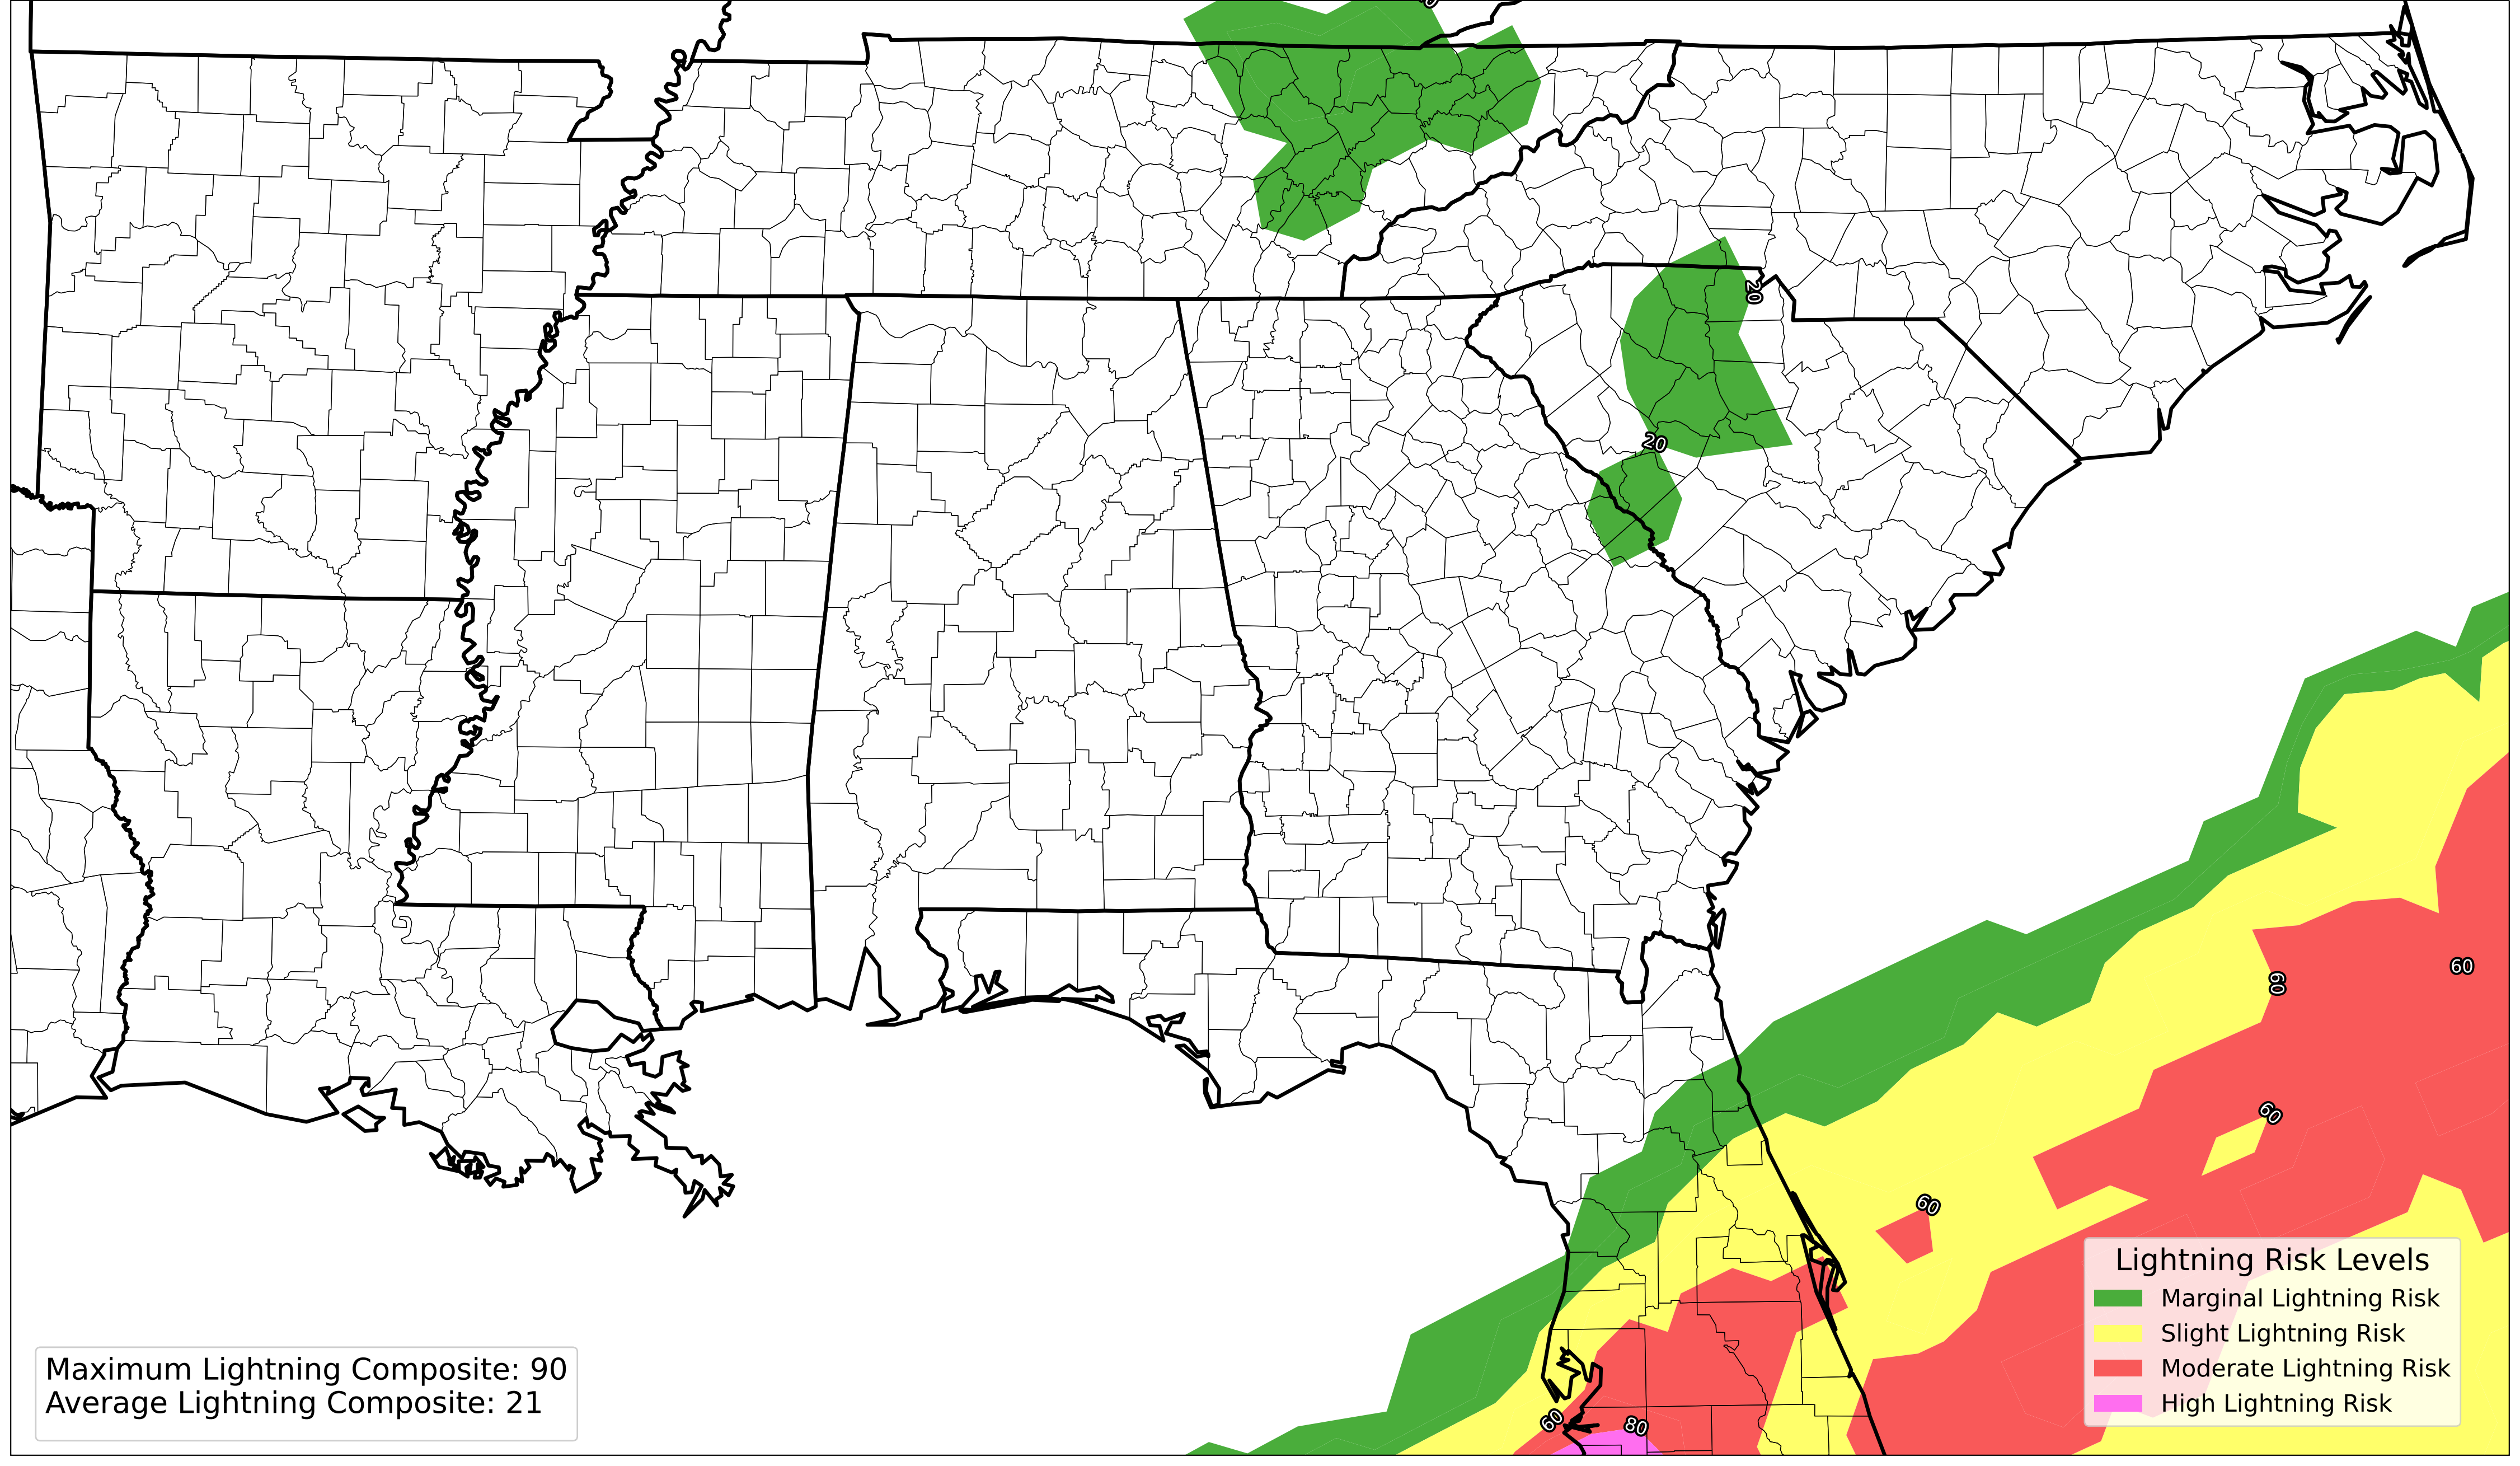 20
20
60
60
60
60
60
80
Lightning Risk Levels
Marginal Lightning Risk
Slight Lightning Risk
Moderate Lightning Risk
High Lightning Risk
Maximum Lightning Composite: 90
Average Lightning Composite: 21